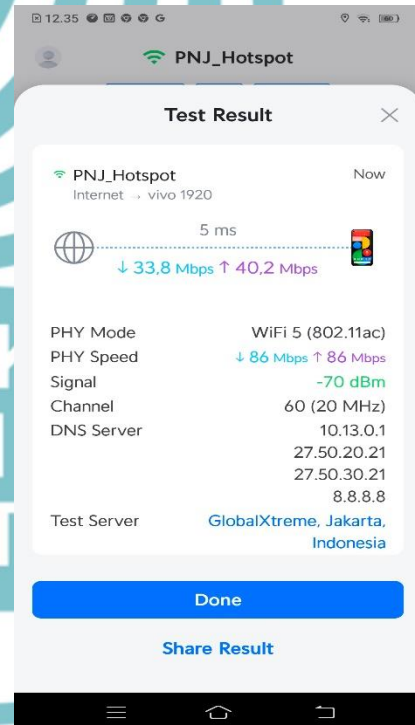 12.35 G
PNJ_Hotspot
Test Result
PNJ_Hotspot Now
Internet → vivo 1920
5 ms
↓ 33,8 Mbps ↑ 40,2 Mbps
PHY Mode WiFi 5 (802.11ac)
PHY Speed ↓ 86 Mbps ↑ 86 Mbps
Signal -70 dBm
Channel 60 (20 MHz)
DNS Server 10.13.0.1
27.50.20.21
27.50.30.21
8.8.8.8
Test Server GlobalXtreme, Jakarta,
Indonesia
Done
Share Result